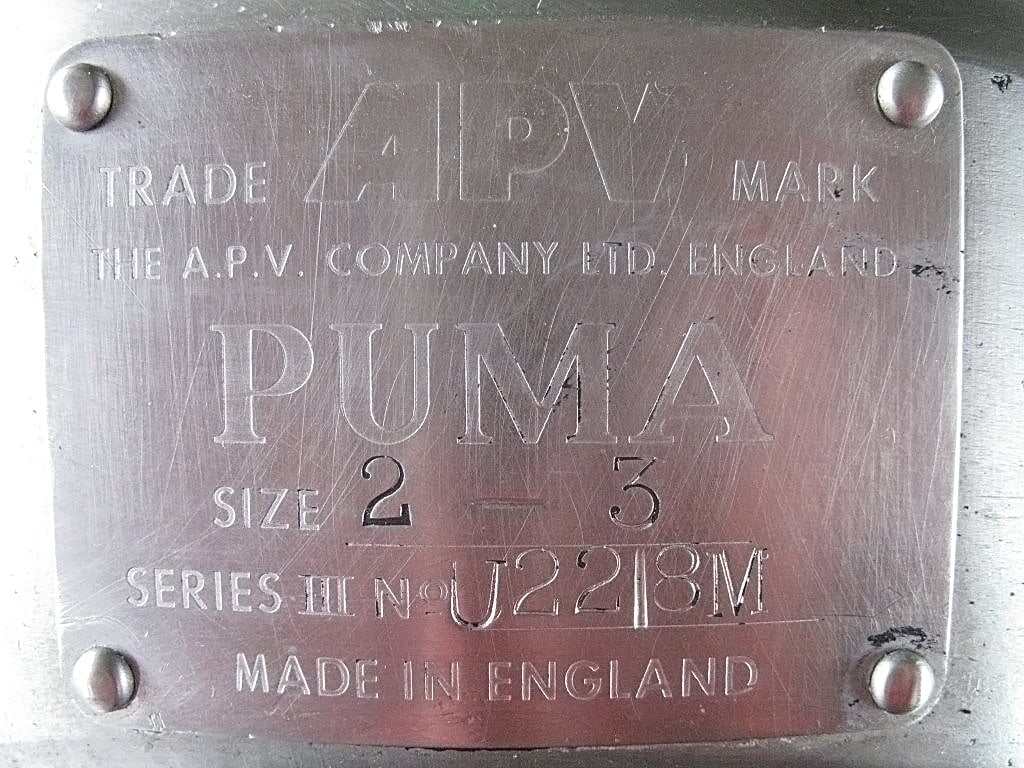 APV
TRADE MARK
THE A.P.V. COMPANY LTD. ENGLAND
PUMA
SIZE 2 - 3
SERIES III No U2218M
MADE IN ENGLAND